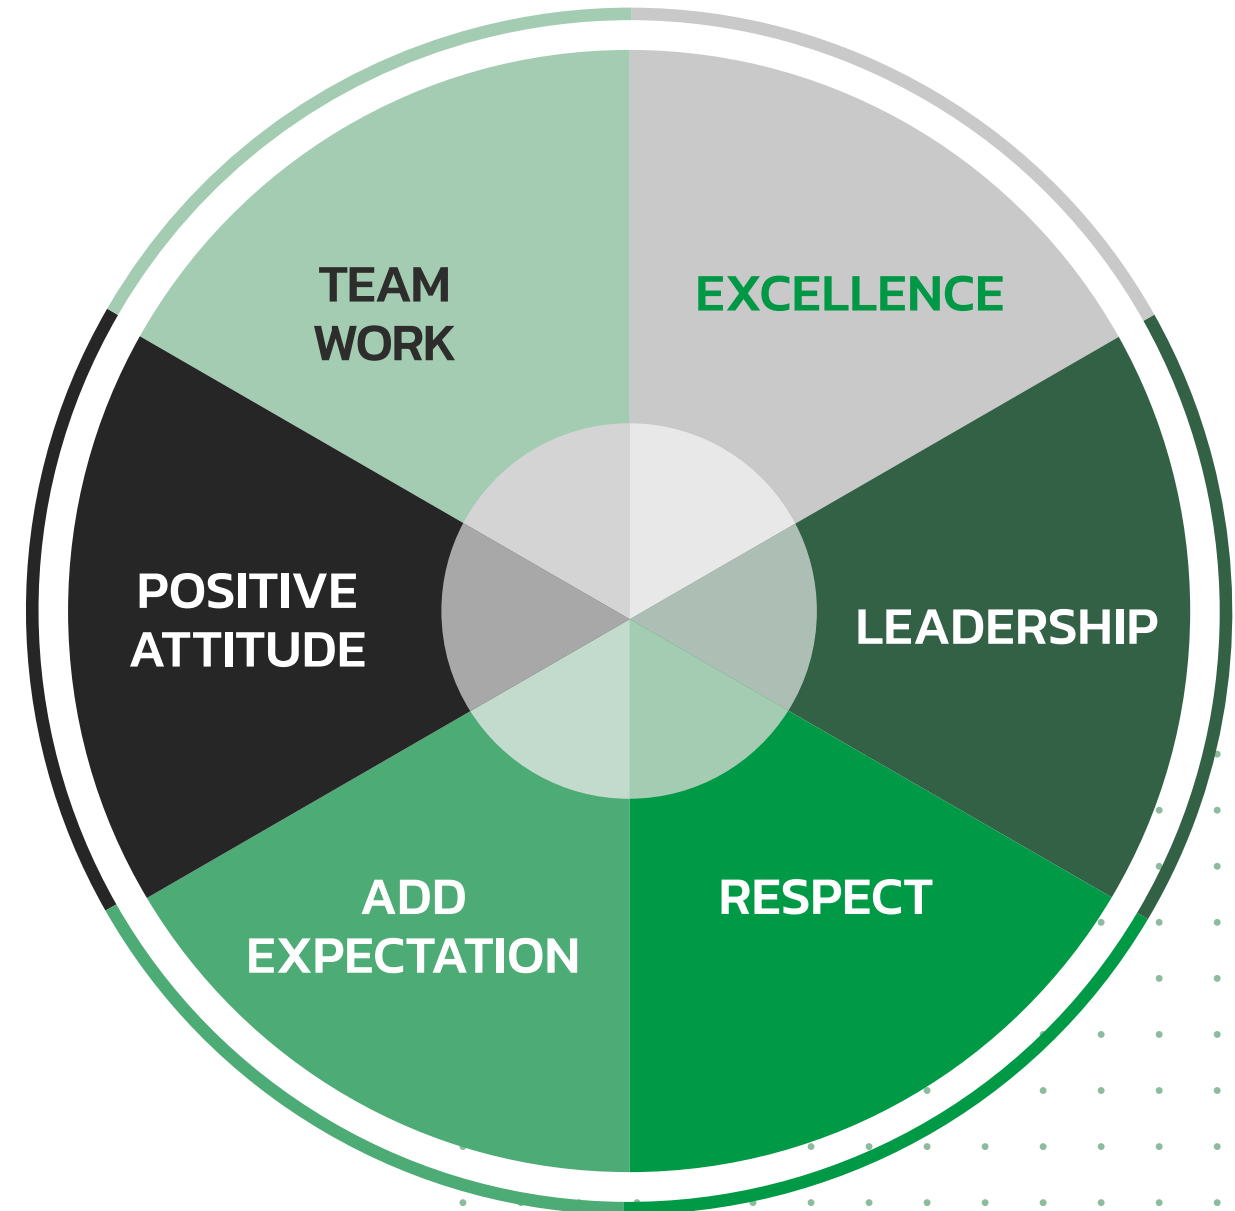 TEAM
WORK
EXCELLENCE
POSITIVE
ATTITUDE
LEADERSHIP
ADD
EXPECTATION
RESPECT